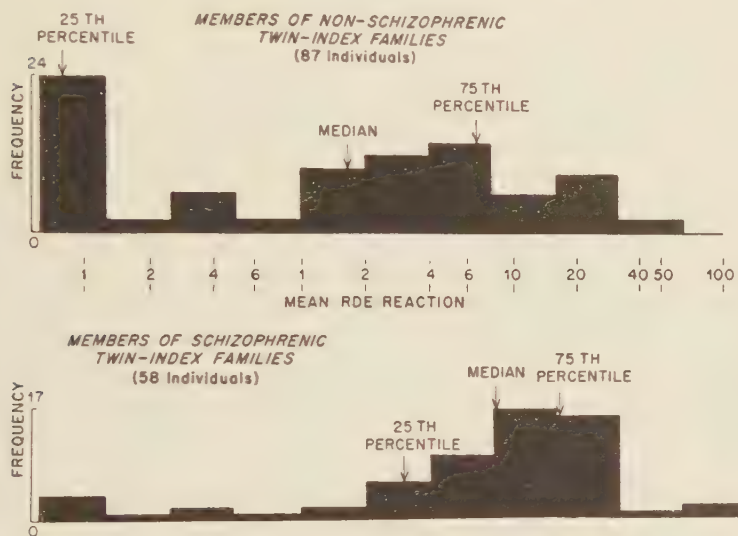 MEMBERS OF NON-SCHIZOPHRENIC
TWIN-INDEX FAMILIES
(87 Individuals)
25 TH
PERCENTILE
24
FREQUENCY
0
MEDIAN
75 TH
PERCENTILE
1 2 4 6 1 2 4 6 10 20 40 50 100
MEAN RDE REACTION
MEMBERS OF SCHIZOPHRENIC
TWIN-INDEX FAMILIES
(58 Individuals)
17
FREQUENCY
0
25 TH
PERCENTILE
MEDIAN
75 TH
PERCENTILE